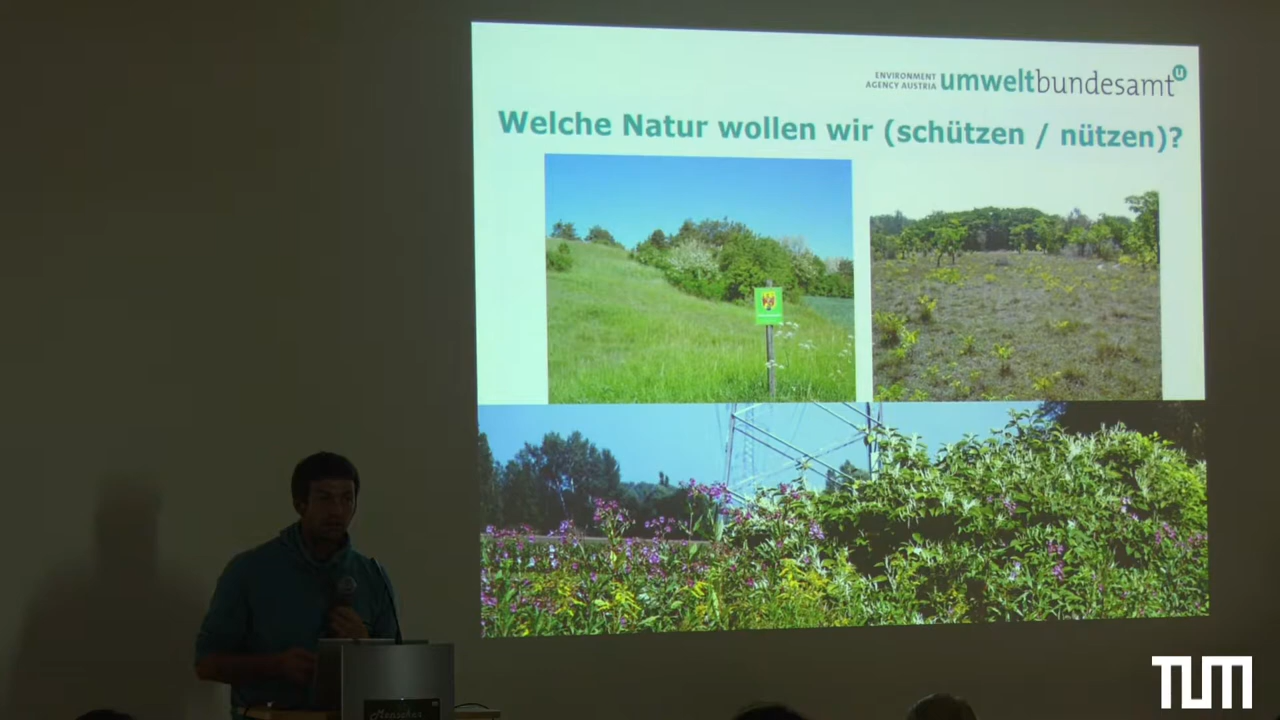 ENVIRONMENT
AGENCY AUSTRIA umweltbundesamt
u
Welche Natur wollen wir (schützen / nützen)?
TUM